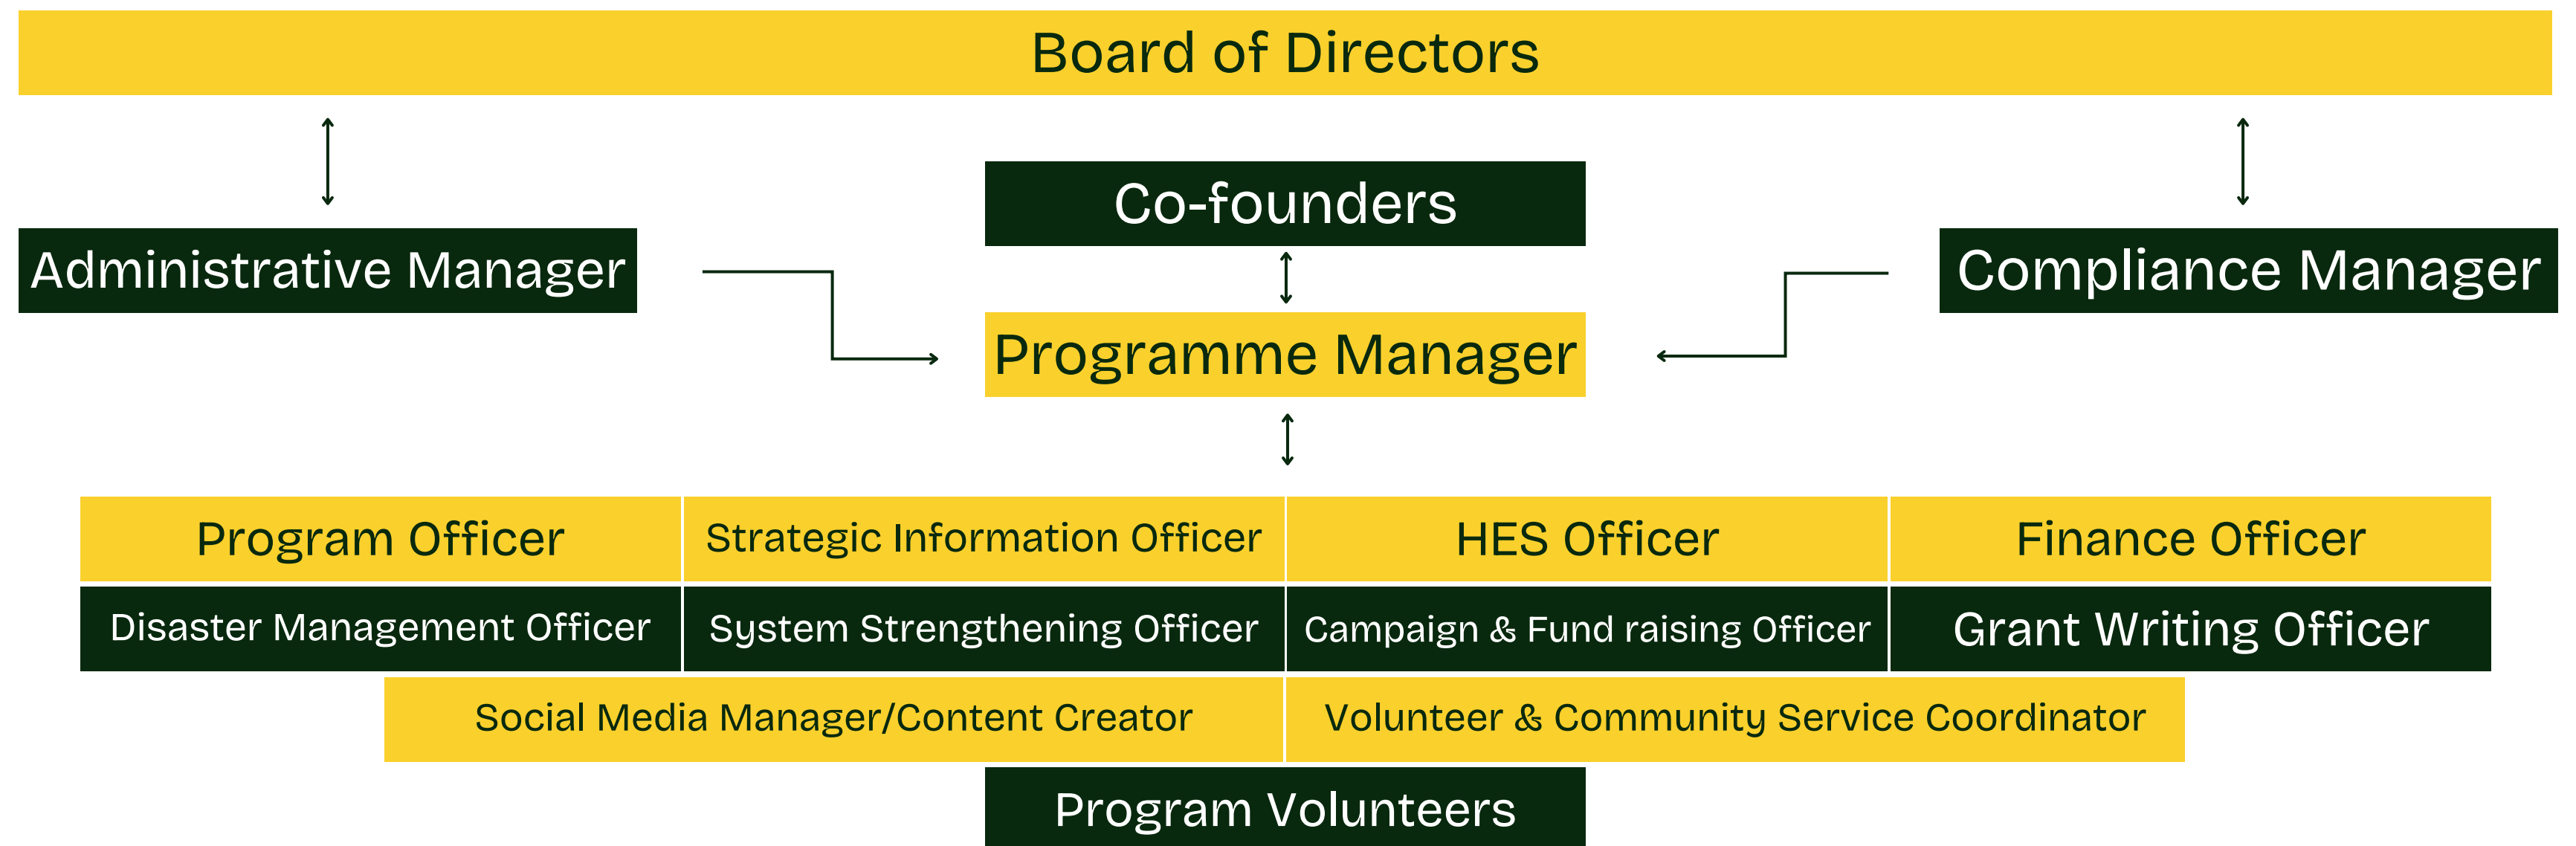 Board of Directors
Co-founders
Administrative Manager
Compliance Manager
Programme Manager
Program Officer
Strategic Information Officer
HES Officer
Finance Officer
Disaster Management Officer
System Strengthening Officer
Campaign & Fund raising Officer
Grant Writing Officer
Social Media Manager/Content Creator
Volunteer & Community Service Coordinator
Program Volunteers